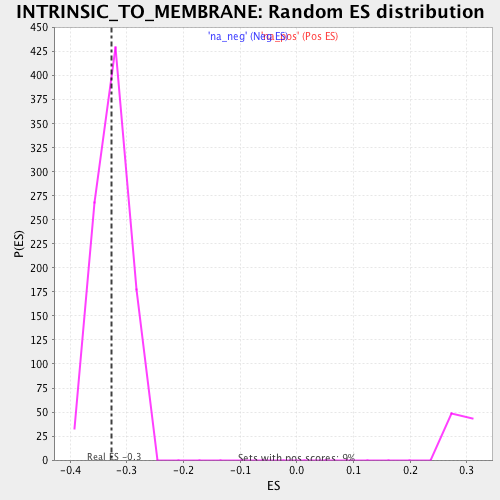 INTRINSIC_TO_MEMBRANE: Random ES distribution
'na_neg' (Neg ES)
'na_pos' (Pos ES)
450
425
400
375
350
325
300
275
250
225
200
175
150
125
100
75
50
25
0
P(ES)
Real ES -0.3
Sets with pos scores: 9%
-0.4 -0.3 -0.2 -0.1 0.0 0.1 0.2 0.3
ES